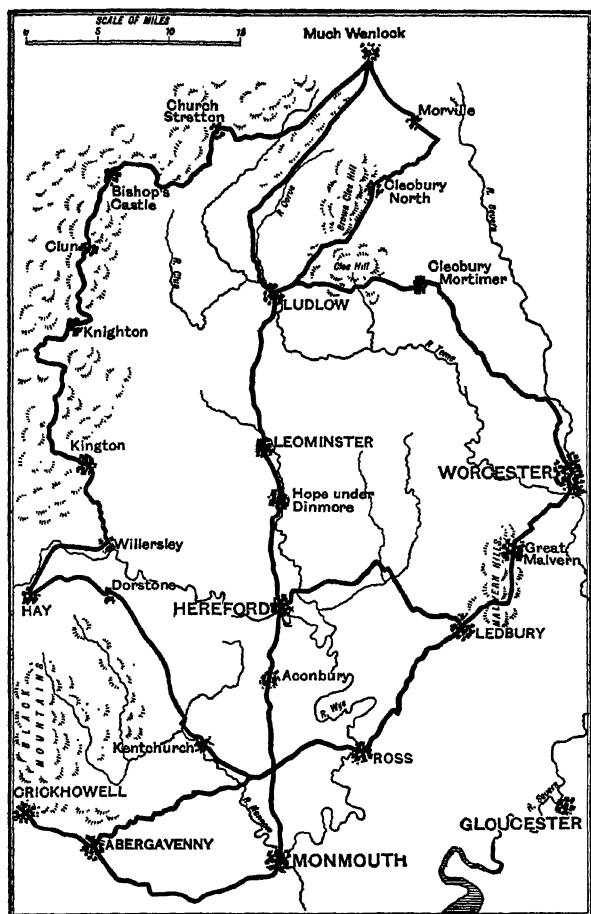 SCALE OF MILES
0 5 10 15
Much Wenlock
Church
Stretton
Morville
Bishop's
Castle
Cleobury
North
Brown Clee Hill
R. Corve
R. Severn
Clun
R. Clun
Clee Hill
Cleobury
Mortimer
LUDLOW
Knighton
R. Teme
Kington
LEOMINSTER
WORCESTER
Hope under
Dinmore
Willersley
Great
Malvern
MALVERN HILLS
Dorstone
HAY
HEREFORD
LEDBURY
BLACK
MOUNTAINS
Aconbury
R. Wye
Kentchurch
ROSS
CRICKHOWELL
R. Monnow
R. Severn
GLOUCESTER
ABERGAVENNY
MONMOUTH